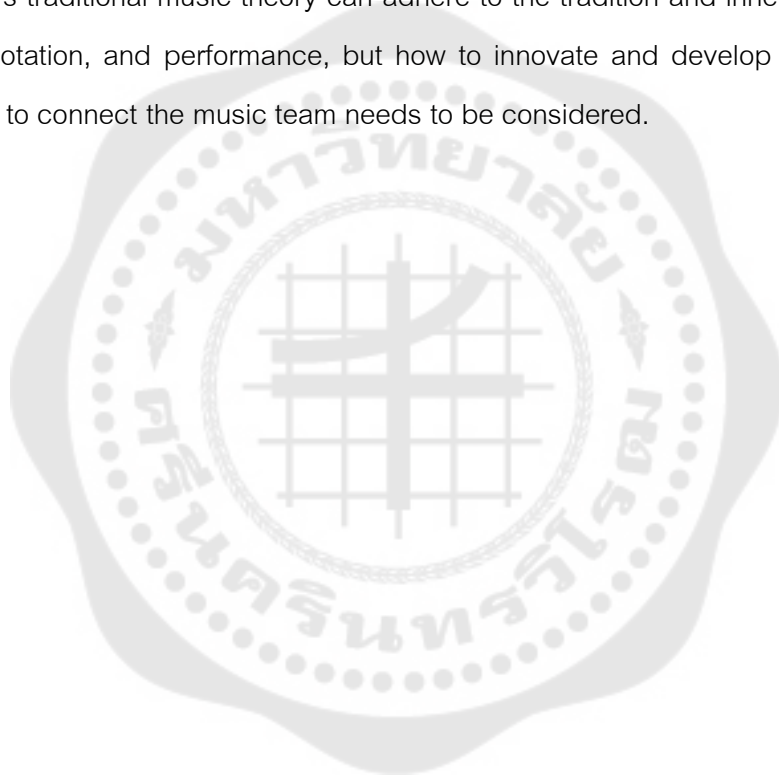 s traditional music theory can adhere to the tradition and inhe
otation, and performance, but how to innovate and develop
to connect the music team needs to be considered.
มหาวิทยาลัย
ศรีนครินทรวิโรฒ